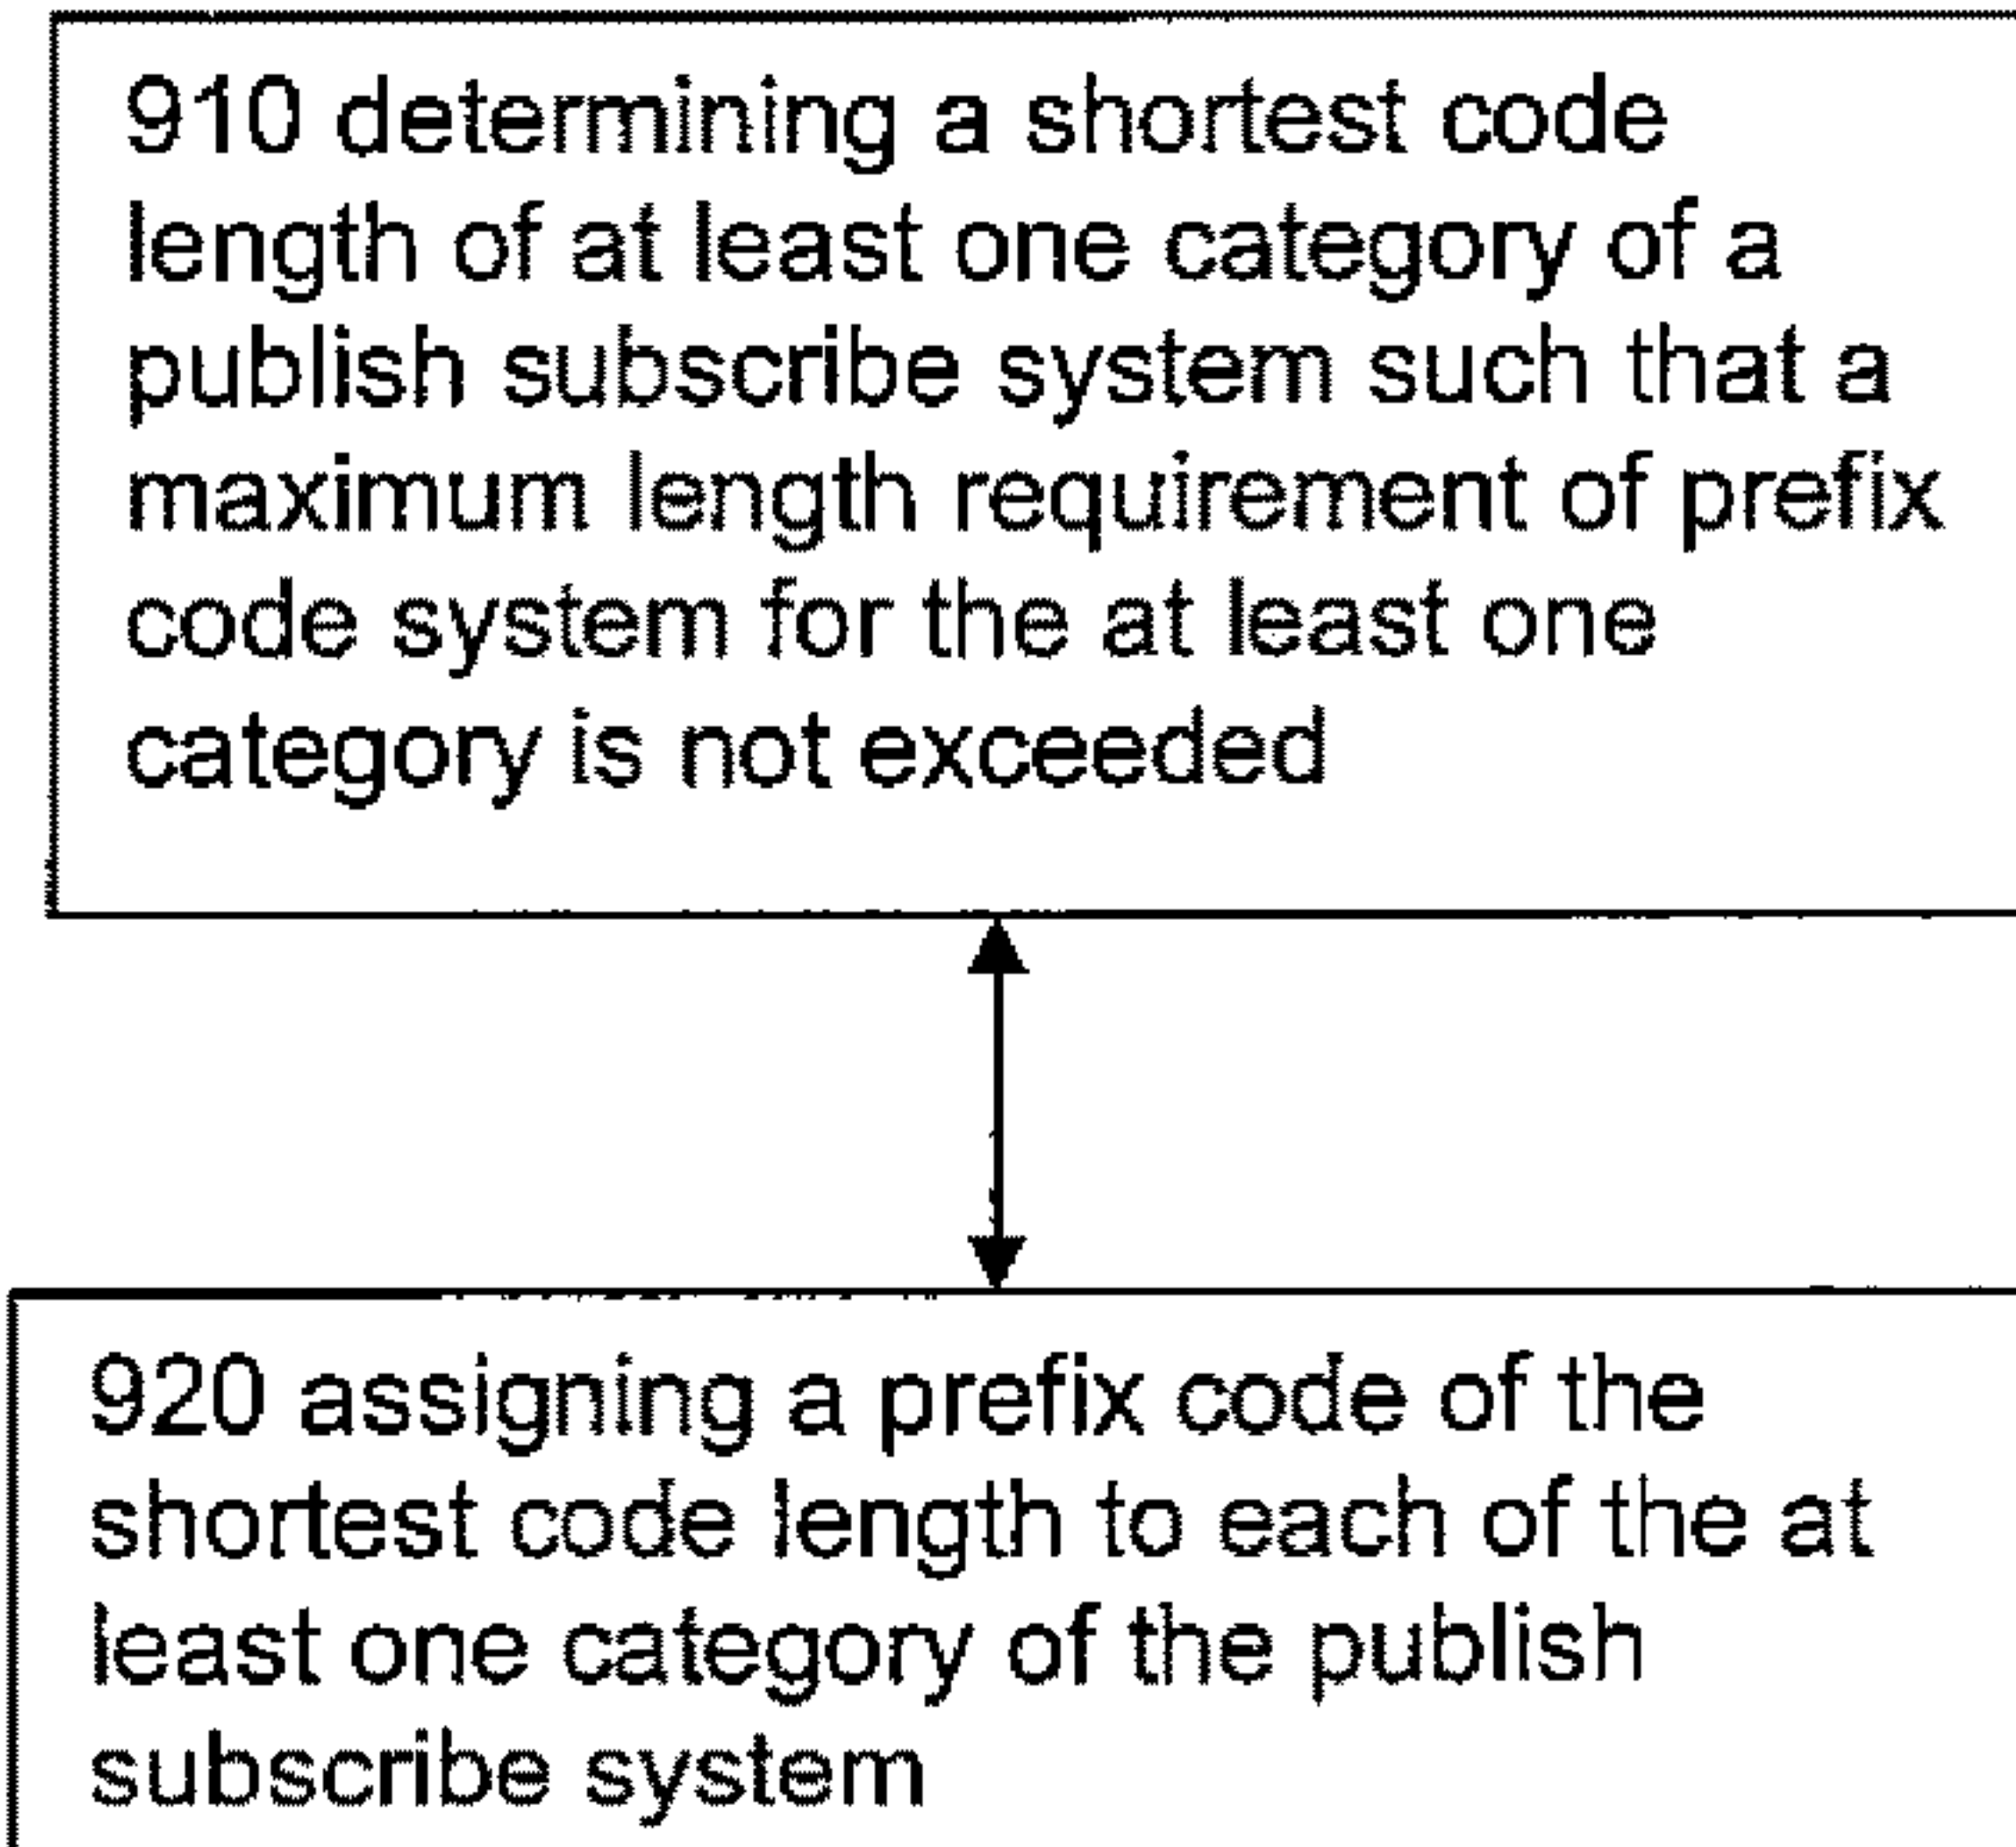 910 determining a shortest code
length of at least one category of a
publish subscribe system such that a
maximum length requirement of prefix
code system for the at least one
category is not exceeded
920 assigning a prefix code of the
shortest code length to each of the at
least one category of the publish
subscribe system